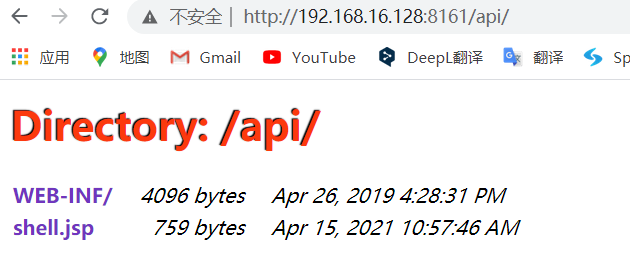 不安全 | http://192.168.16.128:8161/api/
应用 地图 Gmail YouTube DeepL翻译 翻译 Sp
Directory: /api/
WEB-INF/ 4096 bytes Apr 26, 2019 4:28:31 PM
shell.jsp 759 bytes Apr 15, 2021 10:57:46 AM